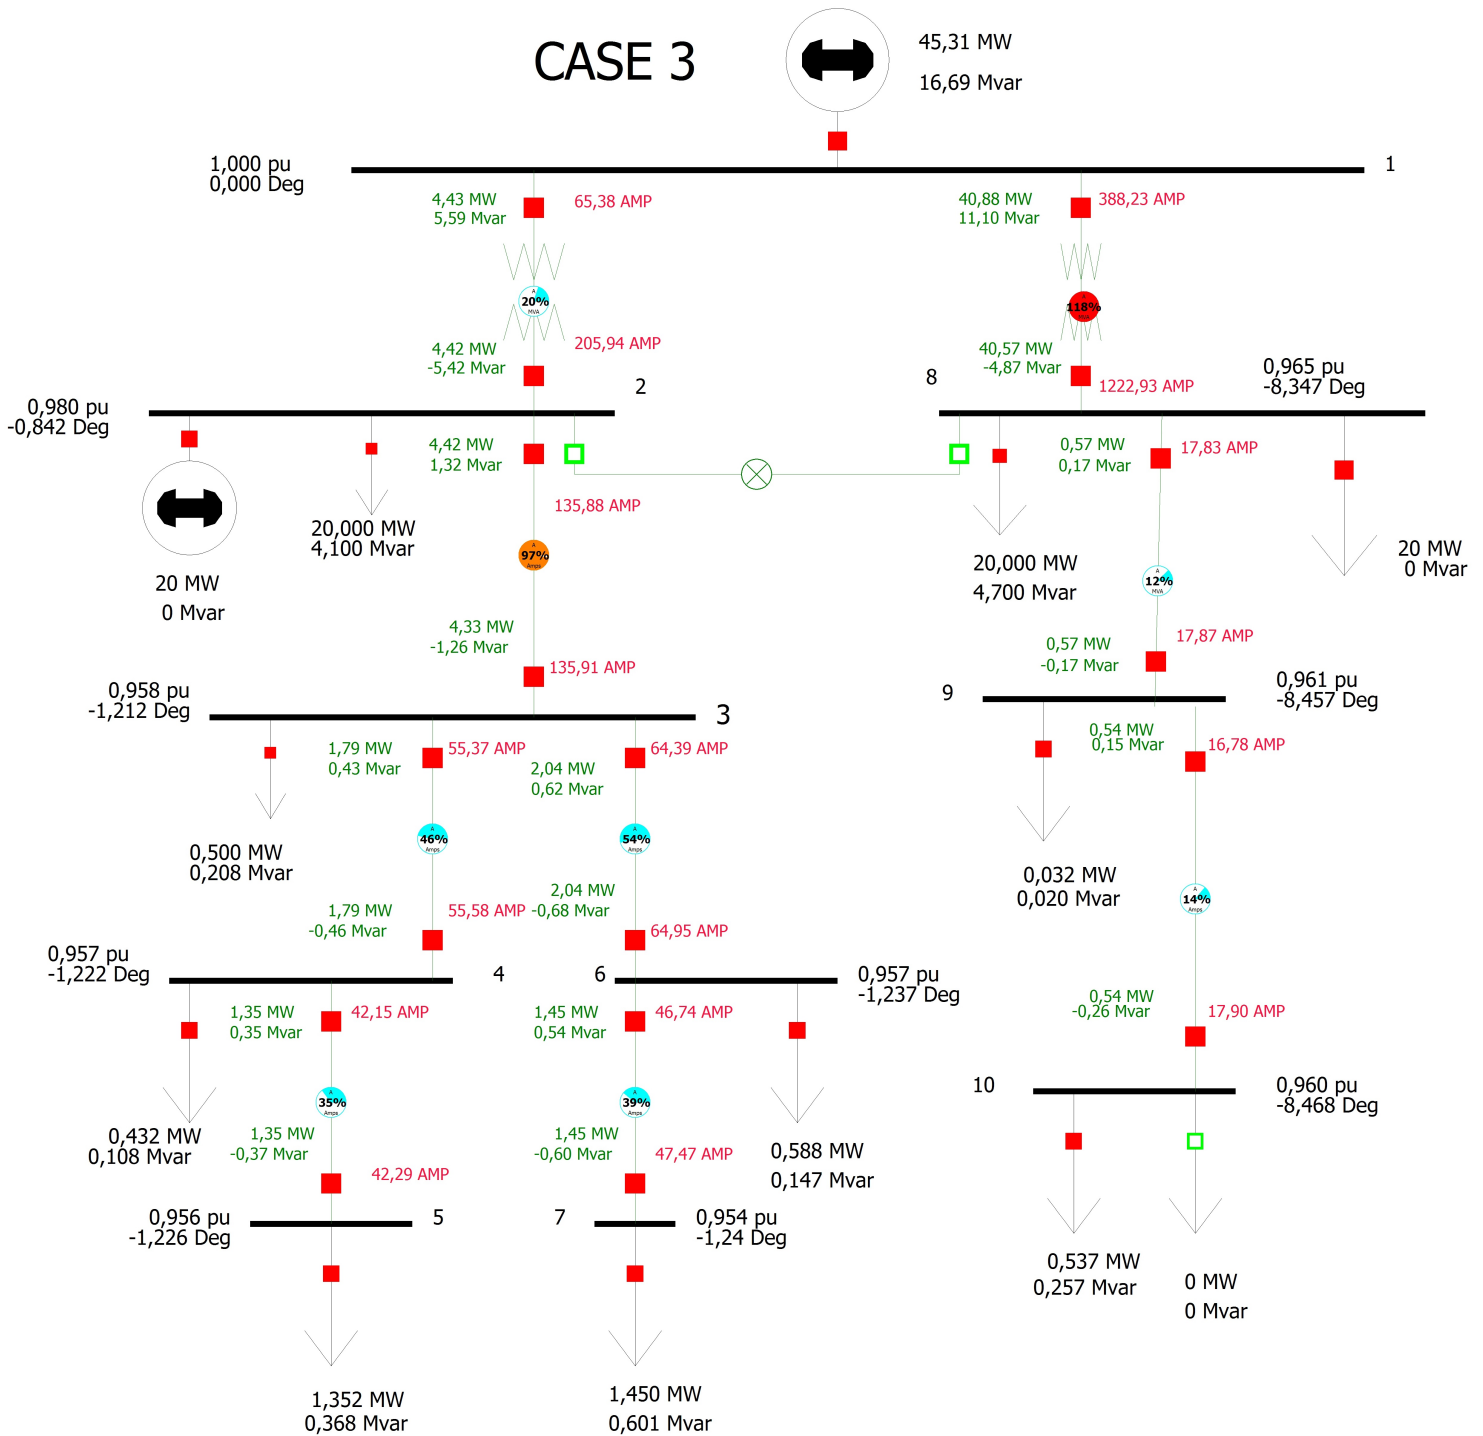 CASE 3
45,31 MW
16,69 Mvar
1,000 pu
0,000 Deg
1
4,43 MW
5,59 Mvar
65,38 AMP
40,88 MW
11,10 Mvar
388,23 AMP
A
20%
MVA
A
118%
MVA
4,42 MW
-5,42 Mvar
205,94 AMP
40,57 MW
-4,87 Mvar
1222,93 AMP
0,980 pu
-0,842 Deg
2
8
0,965 pu
-8,347 Deg
4,42 MW
1,32 Mvar
135,88 AMP
0,57 MW
0,17 Mvar
17,83 AMP
20 MW
0 Mvar
20,000 MW
4,100 Mvar
A
97%
Amps
20,000 MW
4,700 Mvar
A
12%
MVA
20 MW
0 Mvar
4,33 MW
-1,26 Mvar
135,91 AMP
0,57 MW
-0,17 Mvar
17,87 AMP
0,958 pu
-1,212 Deg
3
9
0,961 pu
-8,457 Deg
1,79 MW
0,43 Mvar
55,37 AMP
2,04 MW
0,62 Mvar
64,39 AMP
0,54 MW
0,15 Mvar
16,78 AMP
0,500 MW
0,208 Mvar
A
46%
Amps
A
54%
Amps
0,032 MW
0,020 Mvar
A
14%
Amps
1,79 MW
-0,46 Mvar
55,58 AMP
2,04 MW
-0,68 Mvar
64,95 AMP
0,957 pu
-1,222 Deg
4
6
0,957 pu
-1,237 Deg
1,35 MW
0,35 Mvar
42,15 AMP
1,45 MW
0,54 Mvar
46,74 AMP
0,54 MW
-0,26 Mvar
17,90 AMP
10
0,960 pu
-8,468 Deg
0,432 MW
0,108 Mvar
A
35%
Amps
A
39%
Amps
0,588 MW
0,147 Mvar
1,35 MW
-0,37 Mvar
42,29 AMP
1,45 MW
-0,60 Mvar
47,47 AMP
0,956 pu
-1,226 Deg
5
7
0,954 pu
-1,24 Deg
0,537 MW
0,257 Mvar
0 MW
0 Mvar
1,352 MW
0,368 Mvar
1,450 MW
0,601 Mvar